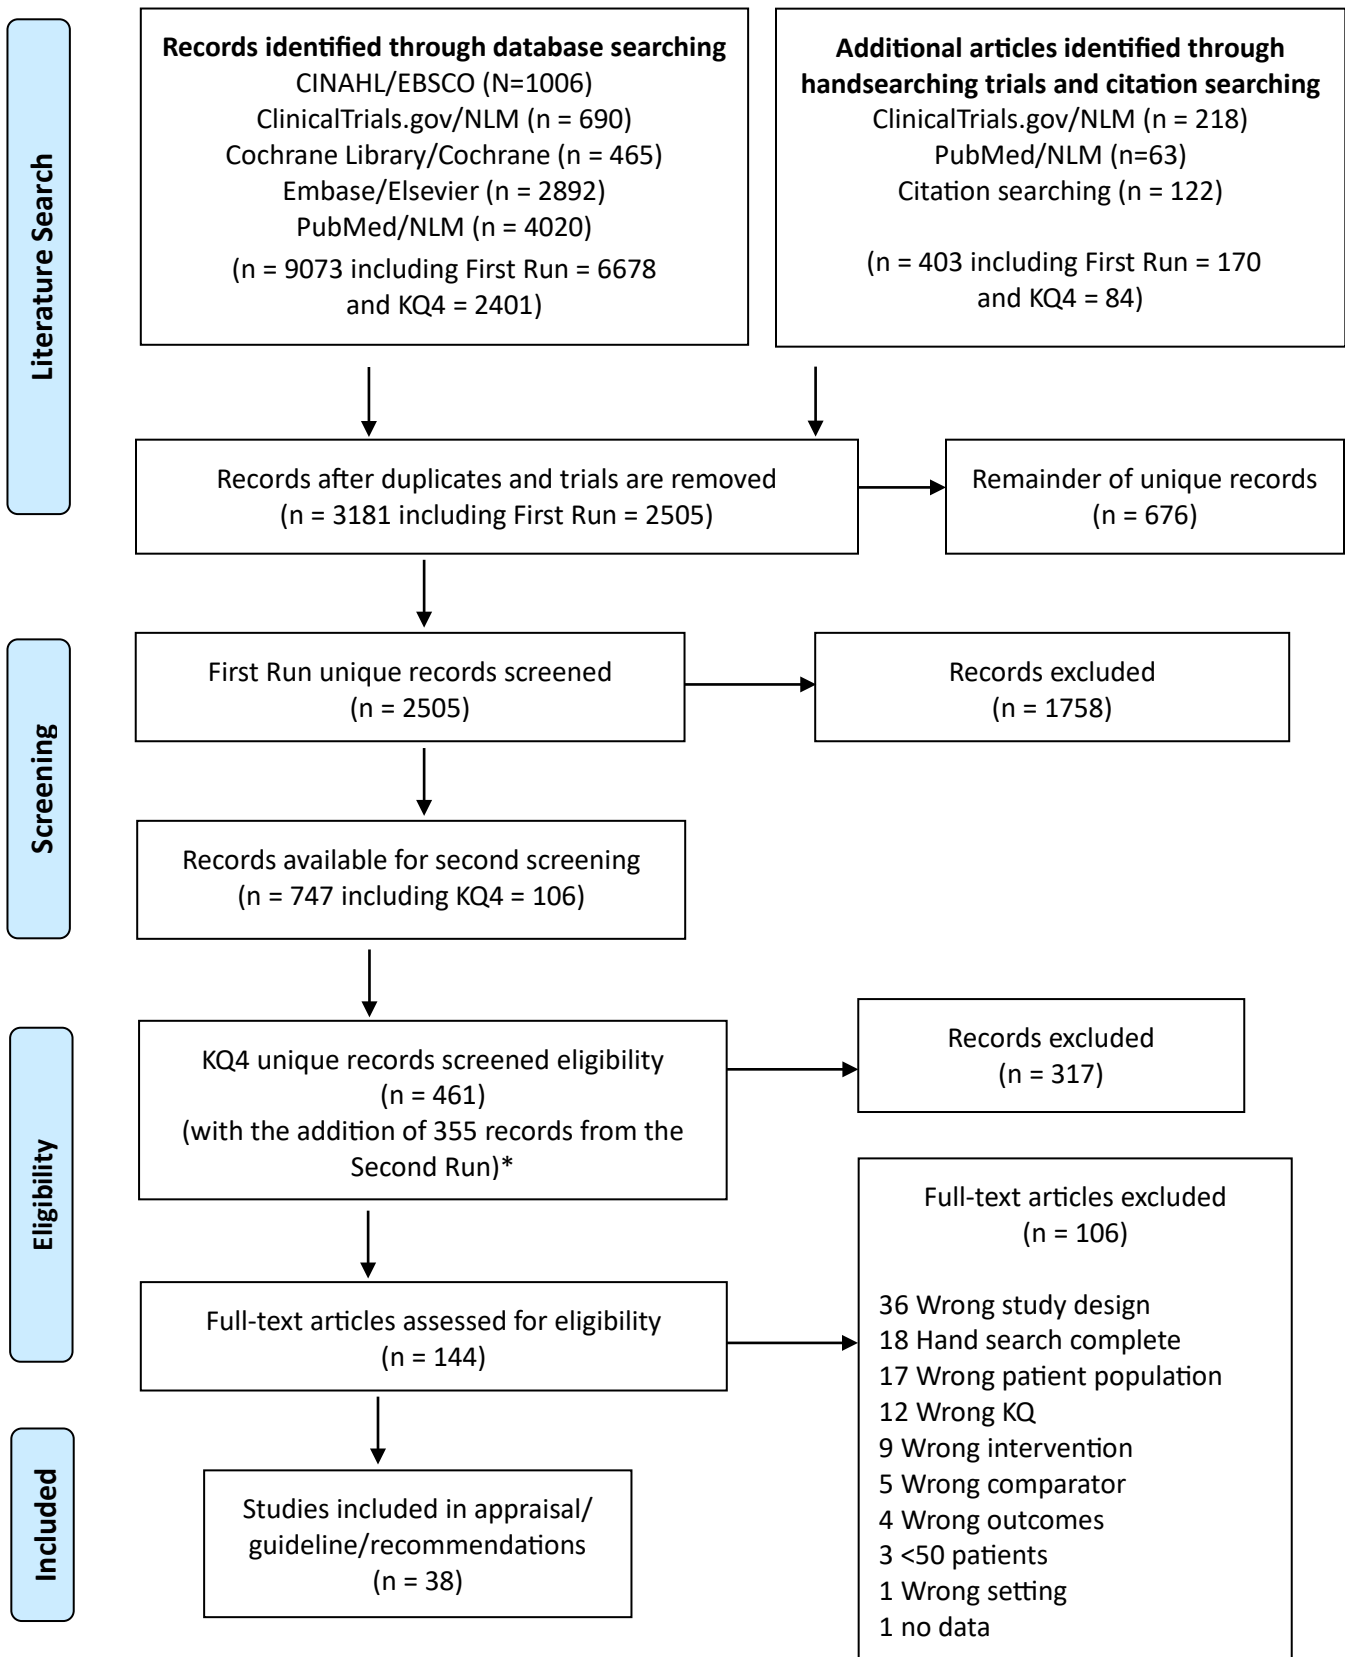 Literature Search
Records identified through database searching
CINAHL/EBSCO (N=1006)
ClinicalTrials.gov/NLM (n = 690)
Cochrane Library/Cochrane (n = 465)
Embase/Elsevier (n = 2892)
PubMed/NLM (n = 4020)
(n = 9073 including First Run = 6678
and KQ4 = 2401)
Additional articles identified through
handsearching trials and citation searching
ClinicalTrials.gov/NLM (n = 218)
PubMed/NLM (n=63)
Citation searching (n = 122)
(n = 403 including First Run = 170
and KQ4 = 84)
Records after duplicates and trials are removed
(n = 3181 including First Run = 2505)
Remainder of unique records
(n = 676)
Screening
First Run unique records screened
(n = 2505)
Records excluded
(n = 1758)
Records available for second screening
(n = 747 including KQ4 = 106)
Eligibility
KQ4 unique records screened eligibility
(n = 461)
(with the addition of 355 records from the
Second Run)*
Records excluded
(n = 317)
Full-text articles assessed for eligibility
(n = 144)
Full-text articles excluded
(n = 106)
36 Wrong study design
18 Hand search complete
17 Wrong patient population
12 Wrong KQ
9 Wrong intervention
5 Wrong comparator
4 Wrong outcomes
3 <50 patients
1 Wrong setting
1 no data
Included
Studies included in appraisal/
guideline/recommendations
(n = 38)